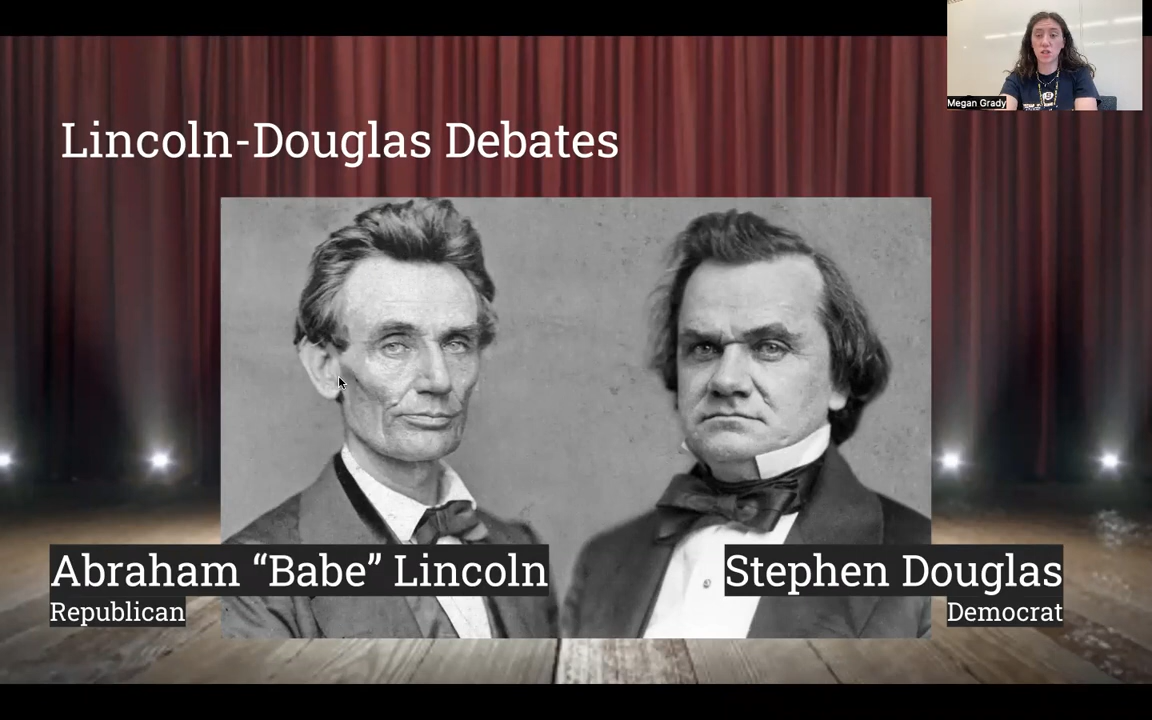 Megan Grady
Lincoln-Douglas Debates
Abraham “Babe” Lincoln
Republican
Stephen Douglas
Democrat